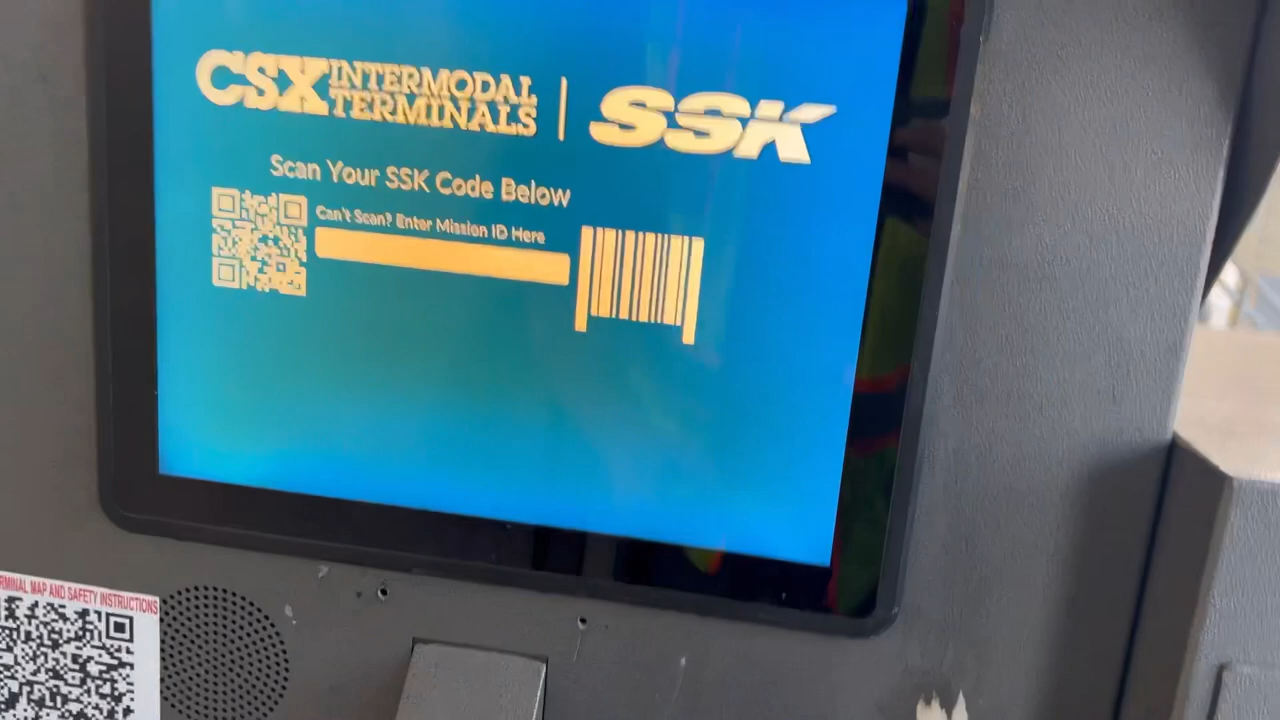 CSX INTERMODAL TERMINALS | SSK
Scan Your SSK Code Below
Can't Scan? Enter Mission ID Here
TERMINAL MAP AND SAFETY INSTRUCTIONS